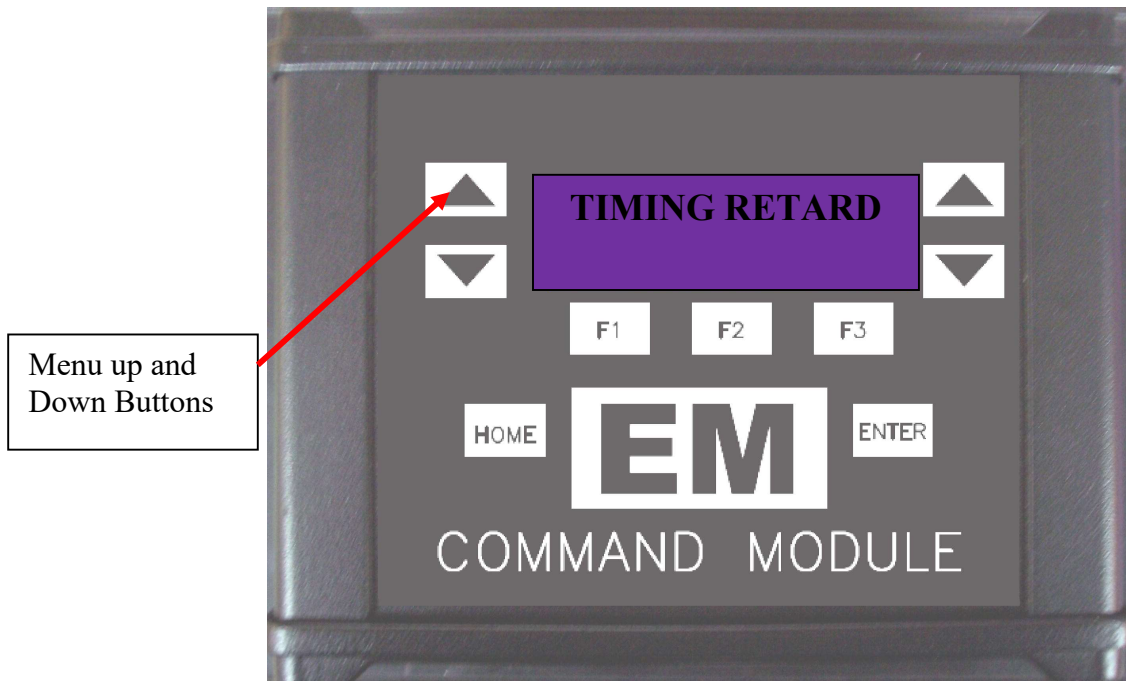 TIMING RETARD
F1 F2 F3
Menu up and
Down Buttons
HOME EM ENTER
COMMAND MODULE